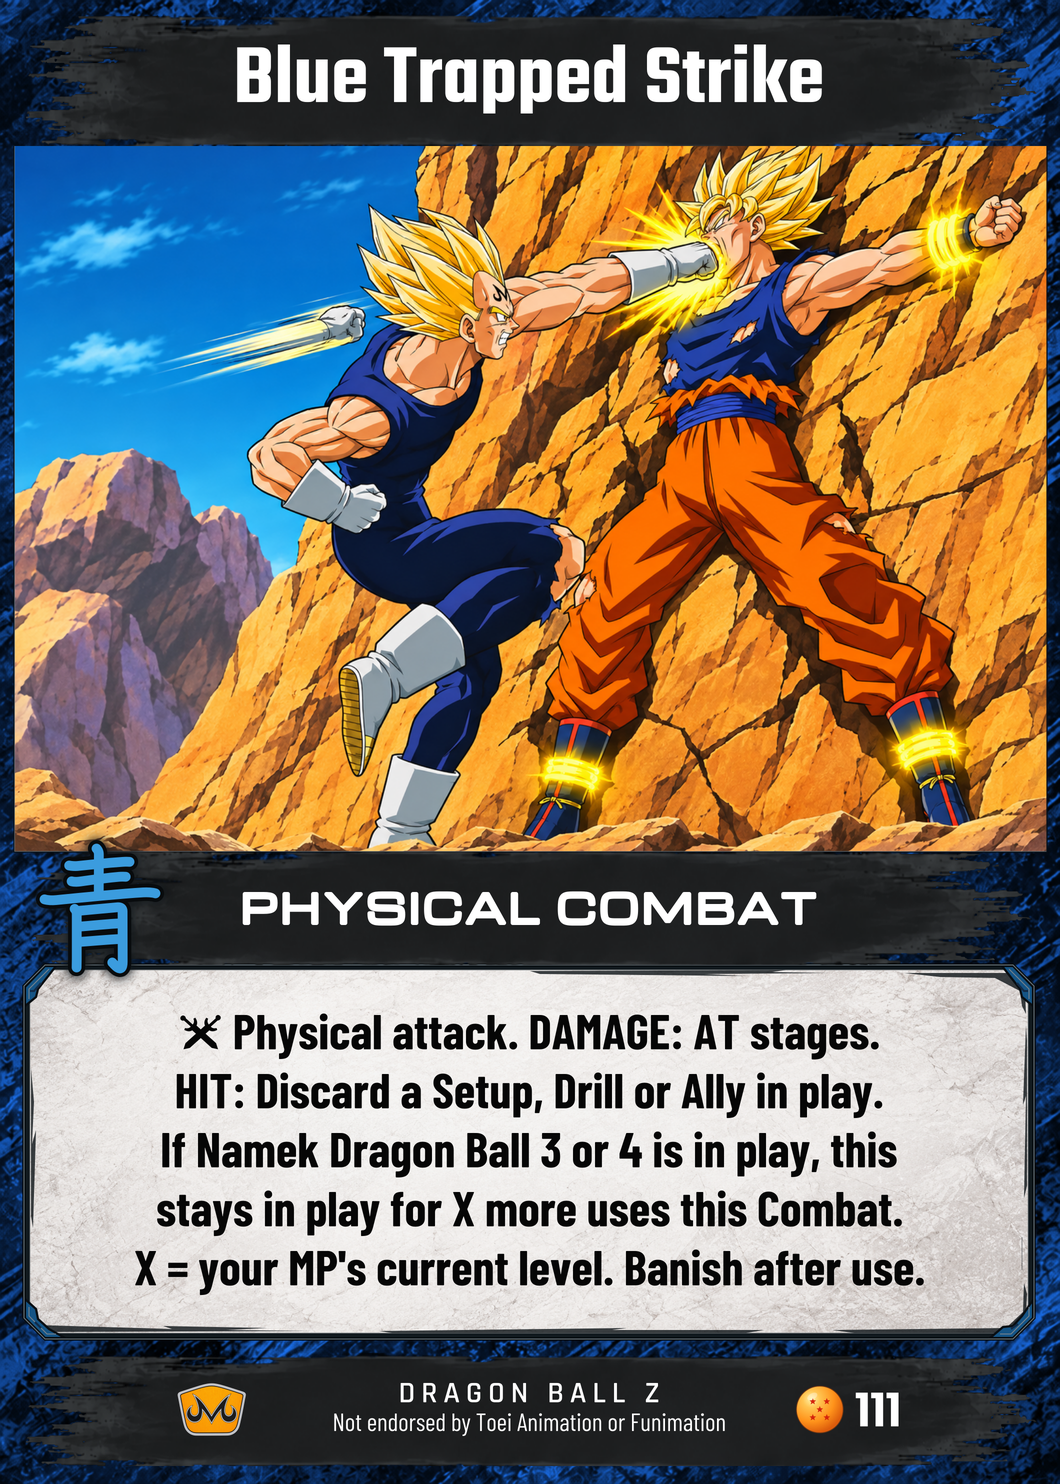 Blue Trapped Strike
青
PHYSICAL COMBAT
Physical attack. DAMAGE: AT stages.
HIT: Discard a Setup, Drill or Ally in play.
If Namek Dragon Ball 3 or 4 is in play, this
stays in play for X more uses this Combat.
X = your MP's current level. Banish after use.
DRAGON BALL Z
Not endorsed by Toei Animation or Funimation
111